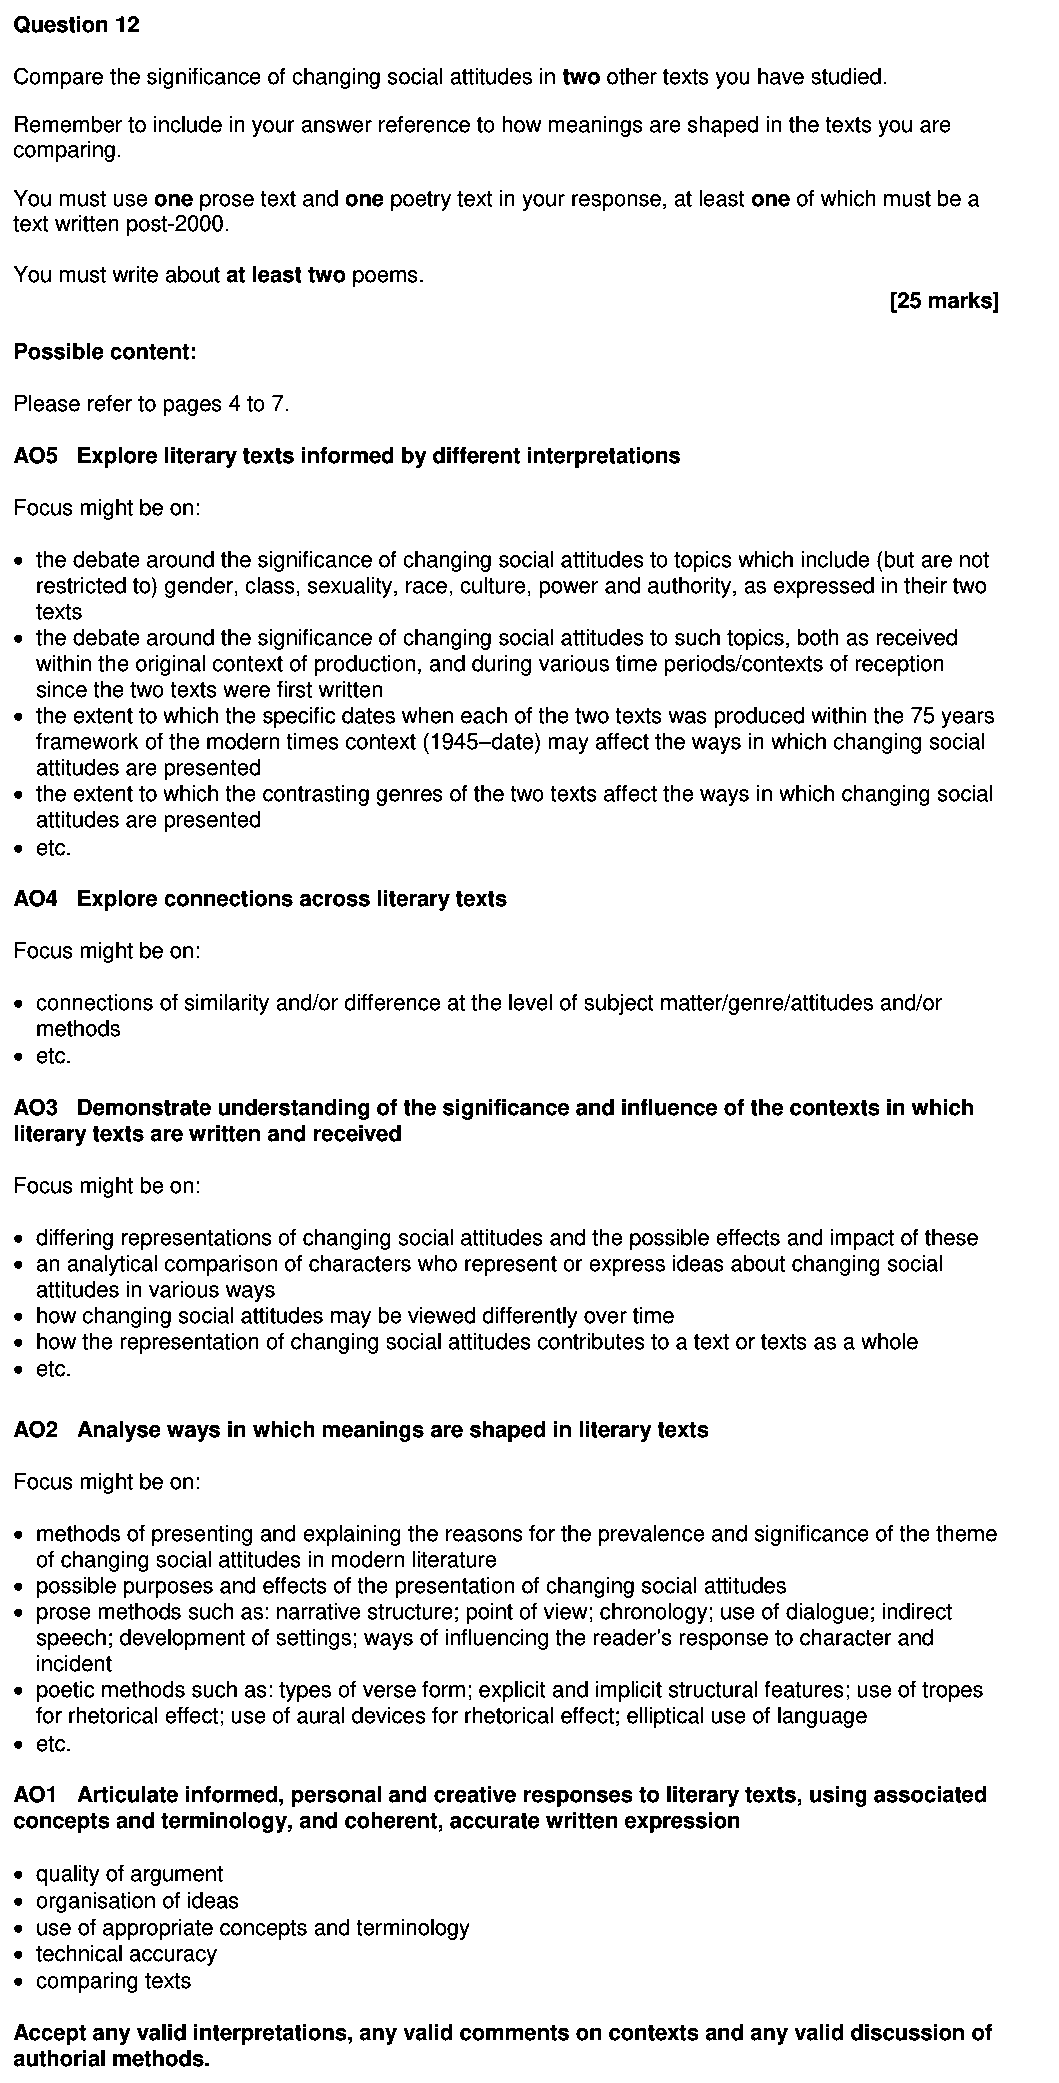 Question 12
Compare the significance of changing social attitudes in two other texts you have studied.
Remember to include in your answer reference to how meanings are shaped in the texts you are
comparing.
You must use one prose text and one poetry text in your response, at least one of which must be a
text written post-2000.
You must write about at least two poems.
[25 marks]
Possible content:
Please refer to pages 4 to 7.
AO5 Explore literary texts informed by different interpretations
Focus might be on:
• the debate around the significance of changing social attitudes to topics which include (but are not
restricted to) gender, class, sexuality, race, culture, power and authority, as expressed in their two
texts
• the debate around the significance of changing social attitudes to such topics, both as received
within the original context of production, and during various time periods/contexts of reception
since the two texts were first written
• the extent to which the specific dates when each of the two texts was produced within the 75 years
framework of the modern times context (1945–date) may affect the ways in which changing social
attitudes are presented
• the extent to which the contrasting genres of the two texts affect the ways in which changing social
attitudes are presented
• etc.
AO4 Explore connections across literary texts
Focus might be on:
• connections of similarity and/or difference at the level of subject matter/genre/attitudes and/or
methods
• etc.
AO3 Demonstrate understanding of the significance and influence of the contexts in which
literary texts are written and received
Focus might be on:
• differing representations of changing social attitudes and the possible effects and impact of these
• an analytical comparison of characters who represent or express ideas about changing social
attitudes in various ways
• how changing social attitudes may be viewed differently over time
• how the representation of changing social attitudes contributes to a text or texts as a whole
• etc.
AO2 Analyse ways in which meanings are shaped in literary texts
Focus might be on:
• methods of presenting and explaining the reasons for the prevalence and significance of the theme
of changing social attitudes in modern literature
• possible purposes and effects of the presentation of changing social attitudes
• prose methods such as: narrative structure; point of view; chronology; use of dialogue; indirect
speech; development of settings; ways of influencing the reader's response to character and
incident
• poetic methods such as: types of verse form; explicit and implicit structural features; use of tropes
for rhetorical effect; use of aural devices for rhetorical effect; elliptical use of language
• etc.
AO1 Articulate informed, personal and creative responses to literary texts, using associated
concepts and terminology, and coherent, accurate written expression
• quality of argument
• organisation of ideas
• use of appropriate concepts and terminology
• technical accuracy
• comparing texts
Accept any valid interpretations, any valid comments on contexts and any valid discussion of
authorial methods.